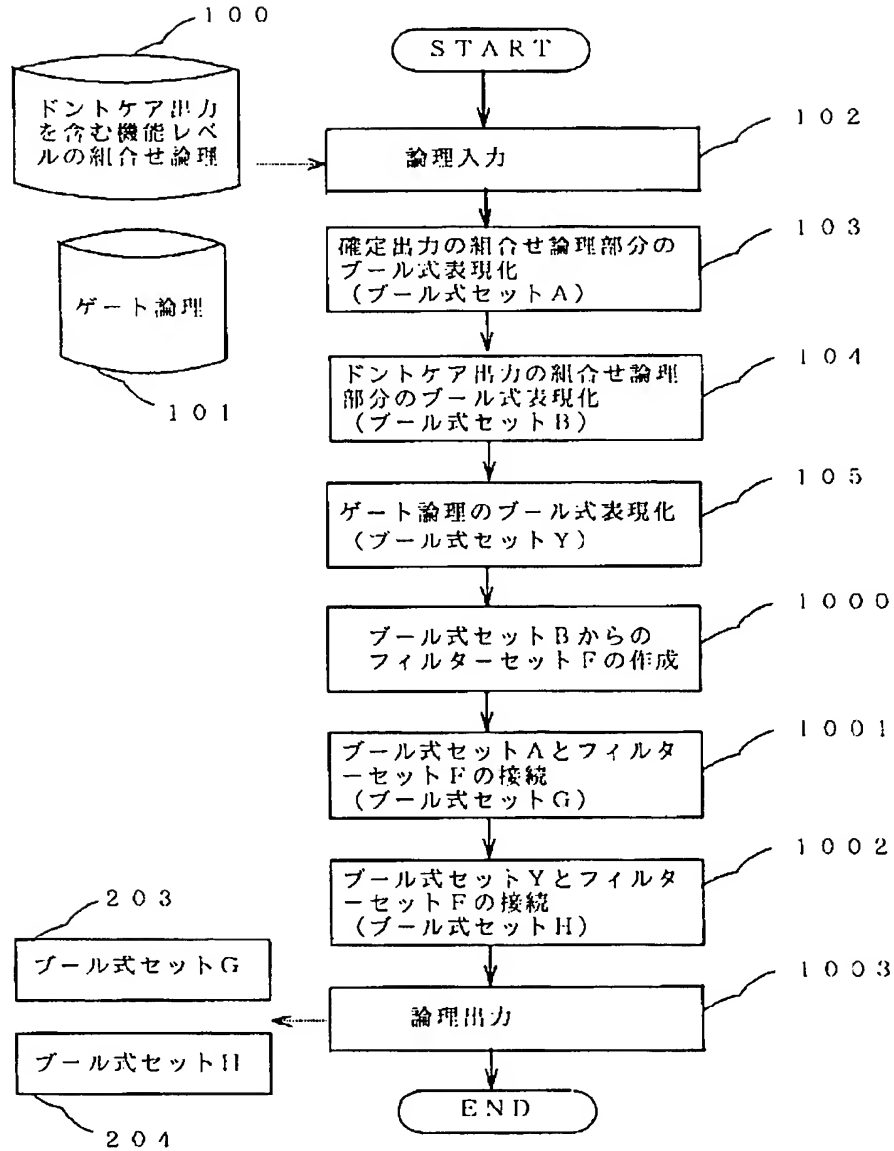 100
START
ドントケア出力
を含む機能レベ
ルの組合せ論理
102
論理入力
103
確定出力の組合せ論理部分の
ブール式表現化
(ブール式セットA)
ゲート論理
101
104
ドントケア出力の組合せ論理
部分のブール式表現化
(ブール式セットB)
105
ゲート論理のブール式表現化
(ブール式セットY)
1000
ブール式セットBからの
フィルターセットFの作成
1001
ブール式セットAとフィルタ
ーセットFの接続
(ブール式セットG)
1002
ブール式セットYとフィルタ
ーセットFの接続
(ブール式セットH)
203
ブール式セットG
1003
論理出力
ブール式セットH
204
END